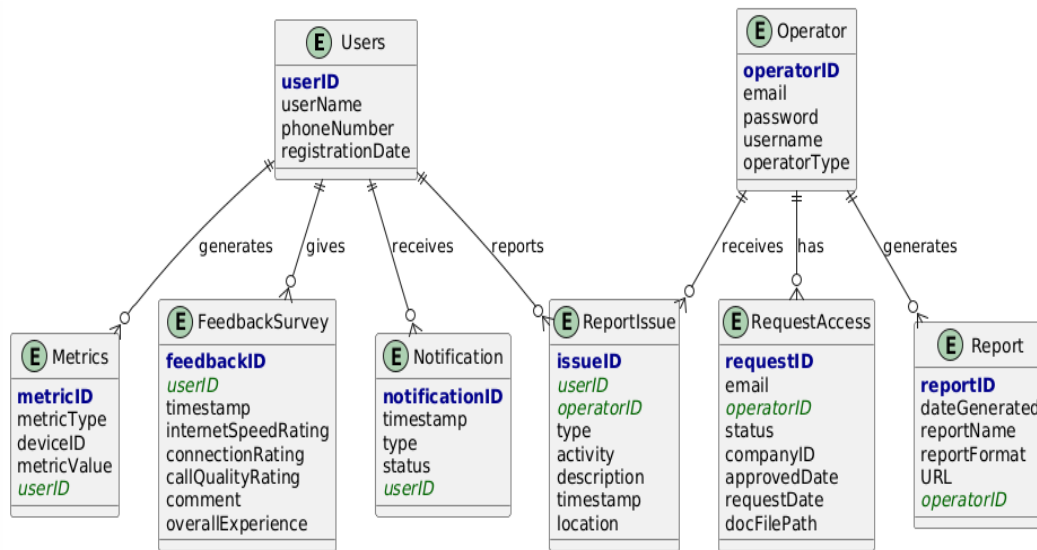 E Users
userID
userName
phoneNumber
registrationDate
E Operator
operatorID
email
password
username
operatorType
generates
gives
receives
reports
receives
has
generates
E Metrics
metricID
metricType
deviceID
metricValue
userID
E FeedbackSurvey
feedbackID
userID
timestamp
internetSpeedRating
connectionRating
callQualityRating
comment
overallExperience
E Notification
notificationID
timestamp
type
status
userID
E ReportIssue
issueID
userID
operatorID
type
activity
description
timestamp
location
E RequestAccess
requestID
email
operatorID
status
companyID
approvedDate
requestDate
docFilePath
E Report
reportID
dateGenerated
reportName
reportFormat
URL
operatorID